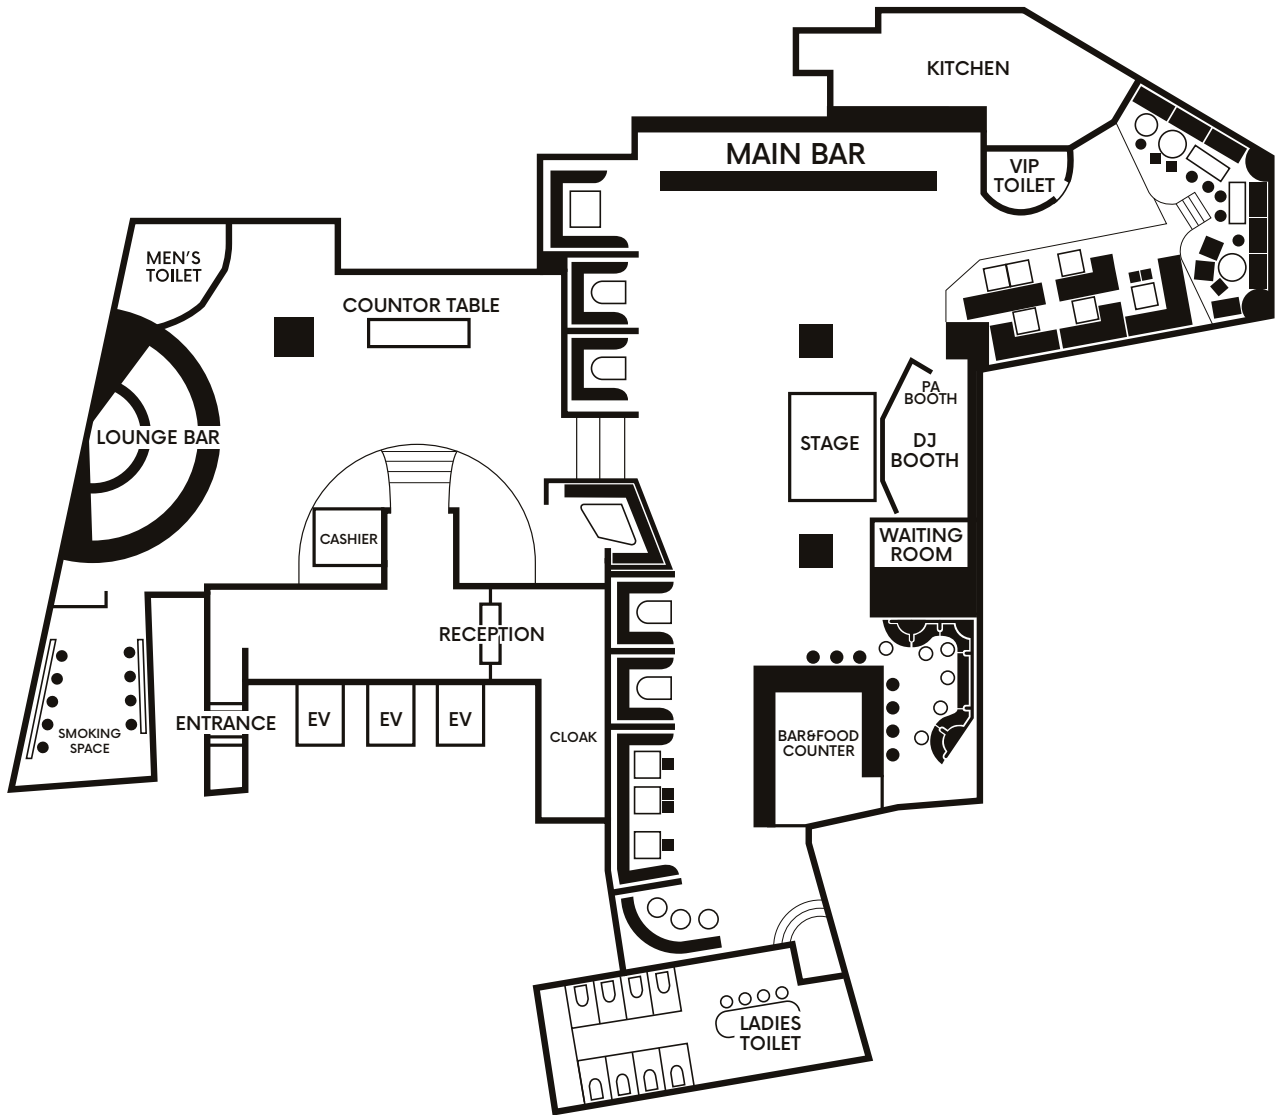 KITCHEN
MAIN BAR
VIP
TOILET
MEN'S
TOILET
COUNTOR TABLE
PA
BOOTH
LOUNGE BAR
STAGE
DJ
BOOTH
CASHIER
WAITING
ROOM
RECEPTION
ENTRANCE
EV
EV
EV
SMOKING
SPACE
CLOAK
BAR&FOOD
COUNTER
LADIES
TOILET